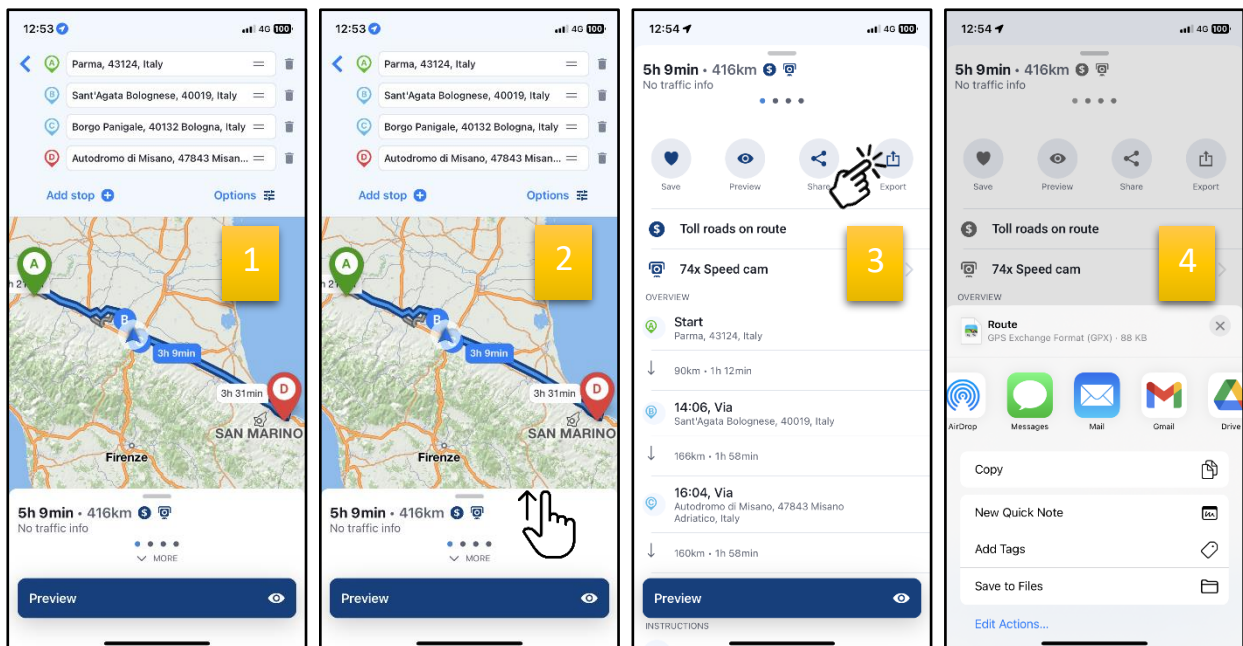 12:53
4G 100
A Parma, 43124, Italy
B Sant'Agata Bolognese, 40019, Italy
C Borgo Panigale, 40132 Bologna, Italy
D Autodromo di Misano, 47843 Misan...
Add stop
Options
1
A
B
3h 9min
3h 31min
D
SAN MARINO
Firenze
5h 9min • 416km
No traffic info
MORE
Preview
12:53
4G 100
A Parma, 43124, Italy
B Sant'Agata Bolognese, 40019, Italy
C Borgo Panigale, 40132 Bologna, Italy
D Autodromo di Misano, 47843 Misan...
Add stop
Options
2
A
B
3h 9min
3h 31min
D
SAN MARINO
Firenze
5h 9min • 416km
No traffic info
MORE
Preview
12:54
4G 100
5h 9min • 416km
No traffic info
Save Preview Share Export
Toll roads on route
3
74x Speed cam
OVERVIEW
A Start
Parma, 43124, Italy
90km • 1h 12min
B 14:06, Via
Sant'Agata Bolognese, 40019, Italy
166km • 1h 58min
C 16:04, Via
Autodromo di Misano, 47843 Misano
Adriatico, Italy
160km • 1h 58min
Preview
INSTRUCTIONS
12:54
4G 100
5h 9min • 416km
No traffic info
Save Preview Share Export
Toll roads on route
4
74x Speed cam
OVERVIEW
Route
GPS Exchange Format (GPX) · 88 KB
AirDrop Messages Mail Gmail Drive
Copy
New Quick Note
Add Tags
Save to Files
Edit Actions...